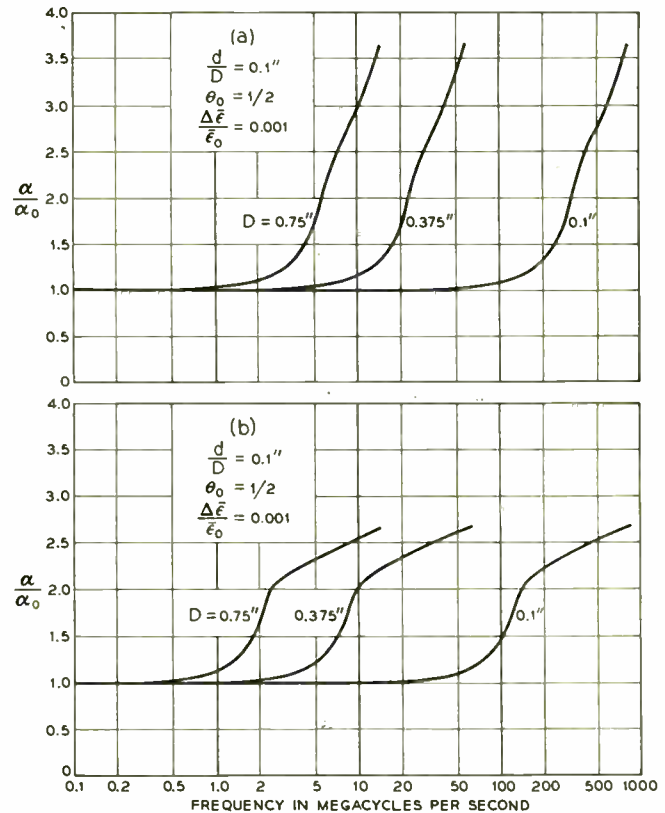 4.0
(a)
d/D = 0.1"
3.5
θ₀ = 1/2
3.0
Δε̄/ε̄₀ = 0.001
2.5
α/α₀
2.0
D = 0.75"
0.375"
0.1"
1.5
1.0
0.5
0
4.0
(b)
3.5
d/D = 0.1"
θ₀ = 1/2
3.0
Δε̄/ε̄₀ = 0.001
2.5
α/α₀
2.0
D = 0.75"
0.375"
0.1"
1.5
1.0
0.5
0
0.1 0.2 0.5 1.0 2 5 10 20 50 100 200 500 1000
FREQUENCY IN MEGACYCLES PER SECOND